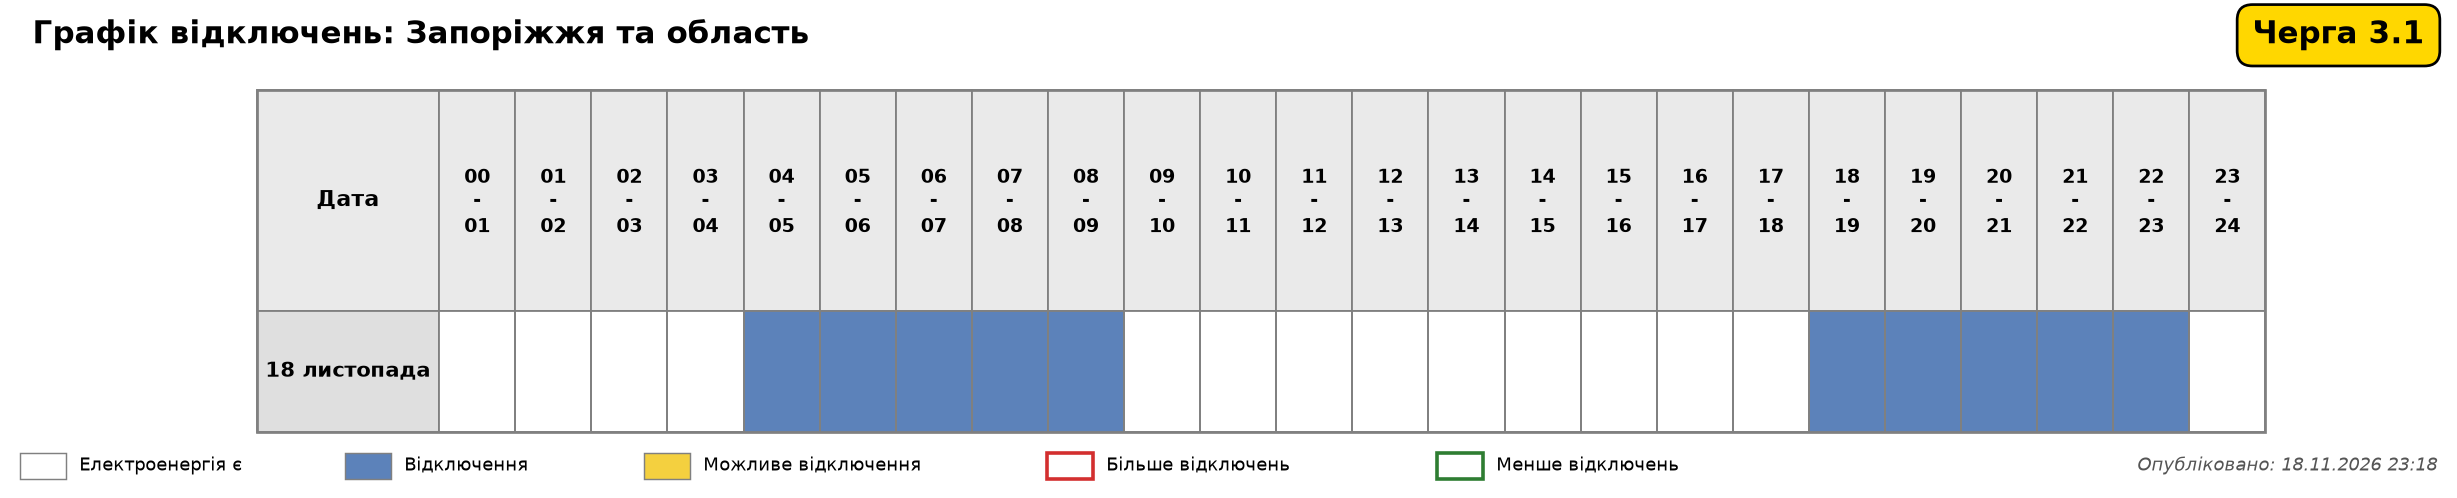 Графік відключень: Запоріжжя та область
Черга 3.1
Дата 00 - 01 01 - 02 02 - 03 03 - 04 04 - 05 05 - 06 06 - 07 07 - 08 08 - 09 09 - 10 10 - 11 11 - 12 12 - 13 13 - 14 14 - 15 15 - 16 16 - 17 17 - 18 18 - 19 19 - 20 20 - 21 21 - 22 22 - 23 23 - 24
18 листопада
Електроенергія є Відключення Можливе відключення Більше відключень Менше відключень
Опубліковано: 18.11.2026 23:18